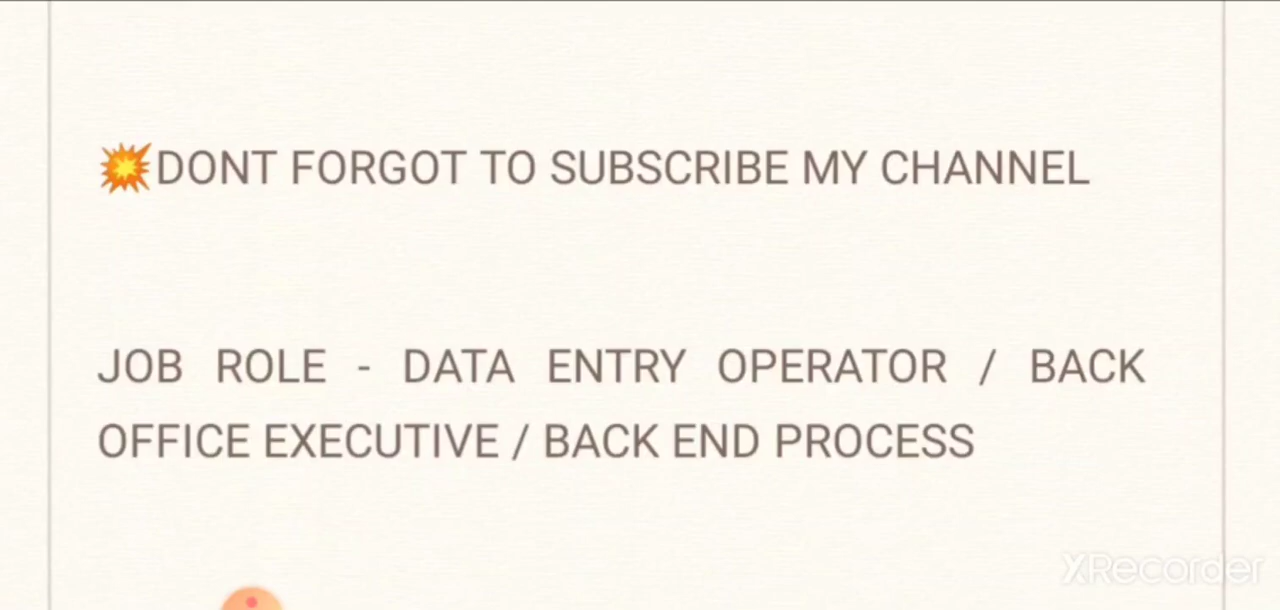 💥DONT FORGOT TO SUBSCRIBE MY CHANNEL
JOB ROLE - DATA ENTRY OPERATOR / BACK
OFFICE EXECUTIVE / BACK END PROCESS
XRecorder